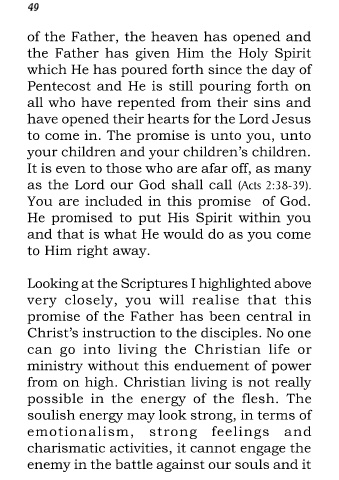 49
of the Father, the heaven has opened and
the Father has given Him the Holy Spirit
which He has poured forth since the day of
Pentecost and He is still pouring forth on
all who have repented from their sins and
have opened their hearts for the Lord Jesus
to come in. The promise is unto you, unto
your children and your children's children.
It is even to those who are afar off, as many
as the Lord our God shall call (Acts 2:38-39).
You are included in this promise of God.
He promised to put His Spirit within you
and that is what He would do as you come
to Him right away.
Looking at the Scriptures I highlighted above
very closely, you will realise that this
promise of the Father has been central in
Christ's instruction to the disciples. No one
can go into living the Christian life or
ministry without this enduement of power
from on high. Christian living is not really
possible in the energy of the flesh. The
soulish energy may look strong, in terms of
emotionalism, strong feelings and
charismatic activities, it cannot engage the
enemy in the battle against our souls and it